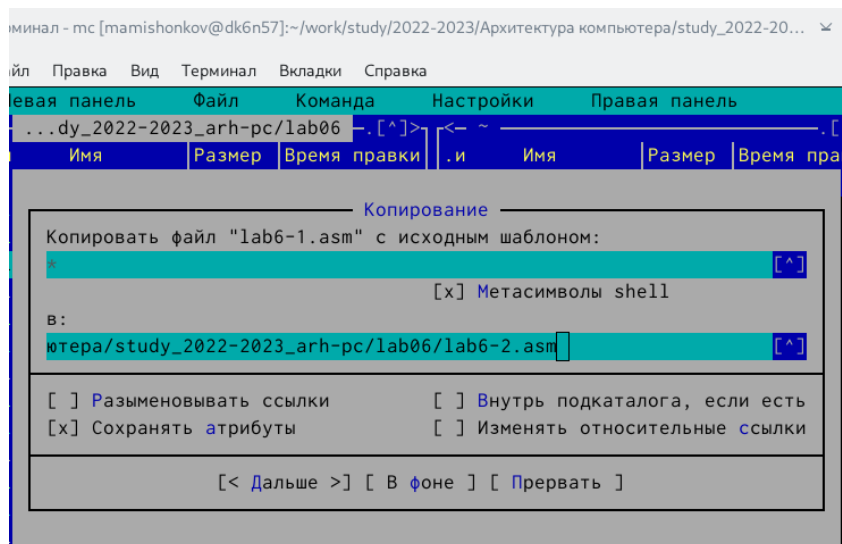 рминал - mc [mamishonkov@dk6n57]:~/work/study/2022-2023/Архитектура компьютера/study_2022-20...
йл Правка Вид Терминал Вкладки Справка
Левая панель Файл Команда Настройки Правая панель
...dy_2022-2023_arh-pc/lab06 .[^]> <- ~ .[
Имя Размер Время правки .и Имя Размер Время пра
Копирование
Копировать файл "lab6-1.asm" с исходным шаблоном:
* [^]
[x] Метасимволы shell
в:
ютера/study_2022-2023_arh-pc/lab06/lab6-2.asm [^]
[ ] Разыменовывать ссылки [ ] Внутрь подкаталога, если есть
[x] Сохранять атрибуты [ ] Изменять относительные ссылки
[< Дальше >] [ В фоне ] [ Прервать ]